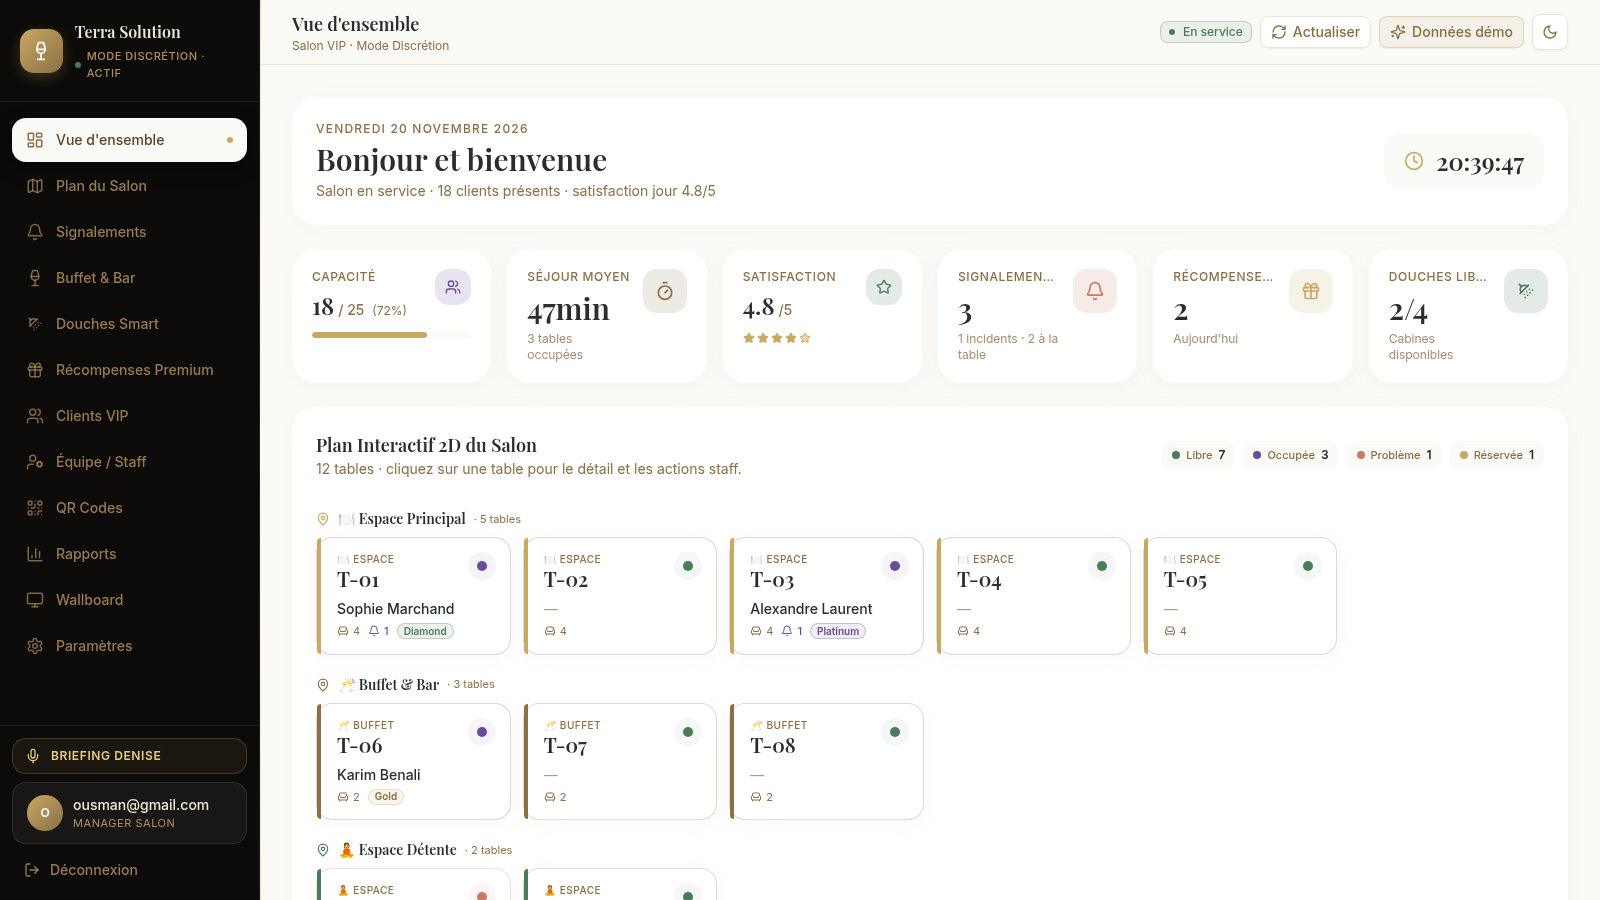 Terra Solution
MODE DISCRÉTION ·
ACTIF
Vue d'ensemble
Plan du Salon
Signalements
Buffet & Bar
Douches Smart
Récompenses Premium
Clients VIP
Équipe / Staff
QR Codes
Rapports
Wallboard
Paramètres
BRIEFING DENISE
O
ousman@gmail.com
MANAGER SALON
Déconnexion
Vue d'ensemble
Salon VIP · Mode Discrétion
En service
Actualiser
Données démo
VENDREDI 20 NOVEMBRE 2026
Bonjour et bienvenue
Salon en service · 18 clients présents · satisfaction jour 4.8/5
20:39:47
CAPACITÉ
18 / 25 (72%)
SÉJOUR MOYEN
47min
3 tables
occupées
SATISFACTION
4.8 /5
SIGNALEMEN...
3
1 incidents · 2 à la
table
RÉCOMPENSE...
2
Aujourd'hui
DOUCHES LIB...
2/4
Cabines
disponibles
Plan Interactif 2D du Salon
12 tables · cliquez sur une table pour le détail et les actions staff.
Libre 7
Occupée 3
Problème 1
Réservée 1
Espace Principal · 5 tables
ESPACE
T-01
Sophie Marchand
4 1 Diamond
ESPACE
T-02
—
4
ESPACE
T-03
Alexandre Laurent
4 1 Platinum
ESPACE
T-04
—
4
ESPACE
T-05
—
4
Buffet & Bar · 3 tables
BUFFET
T-06
Karim Benali
2 Gold
BUFFET
T-07
—
2
BUFFET
T-08
—
2
Espace Détente · 2 tables
ESPACE
ESPACE